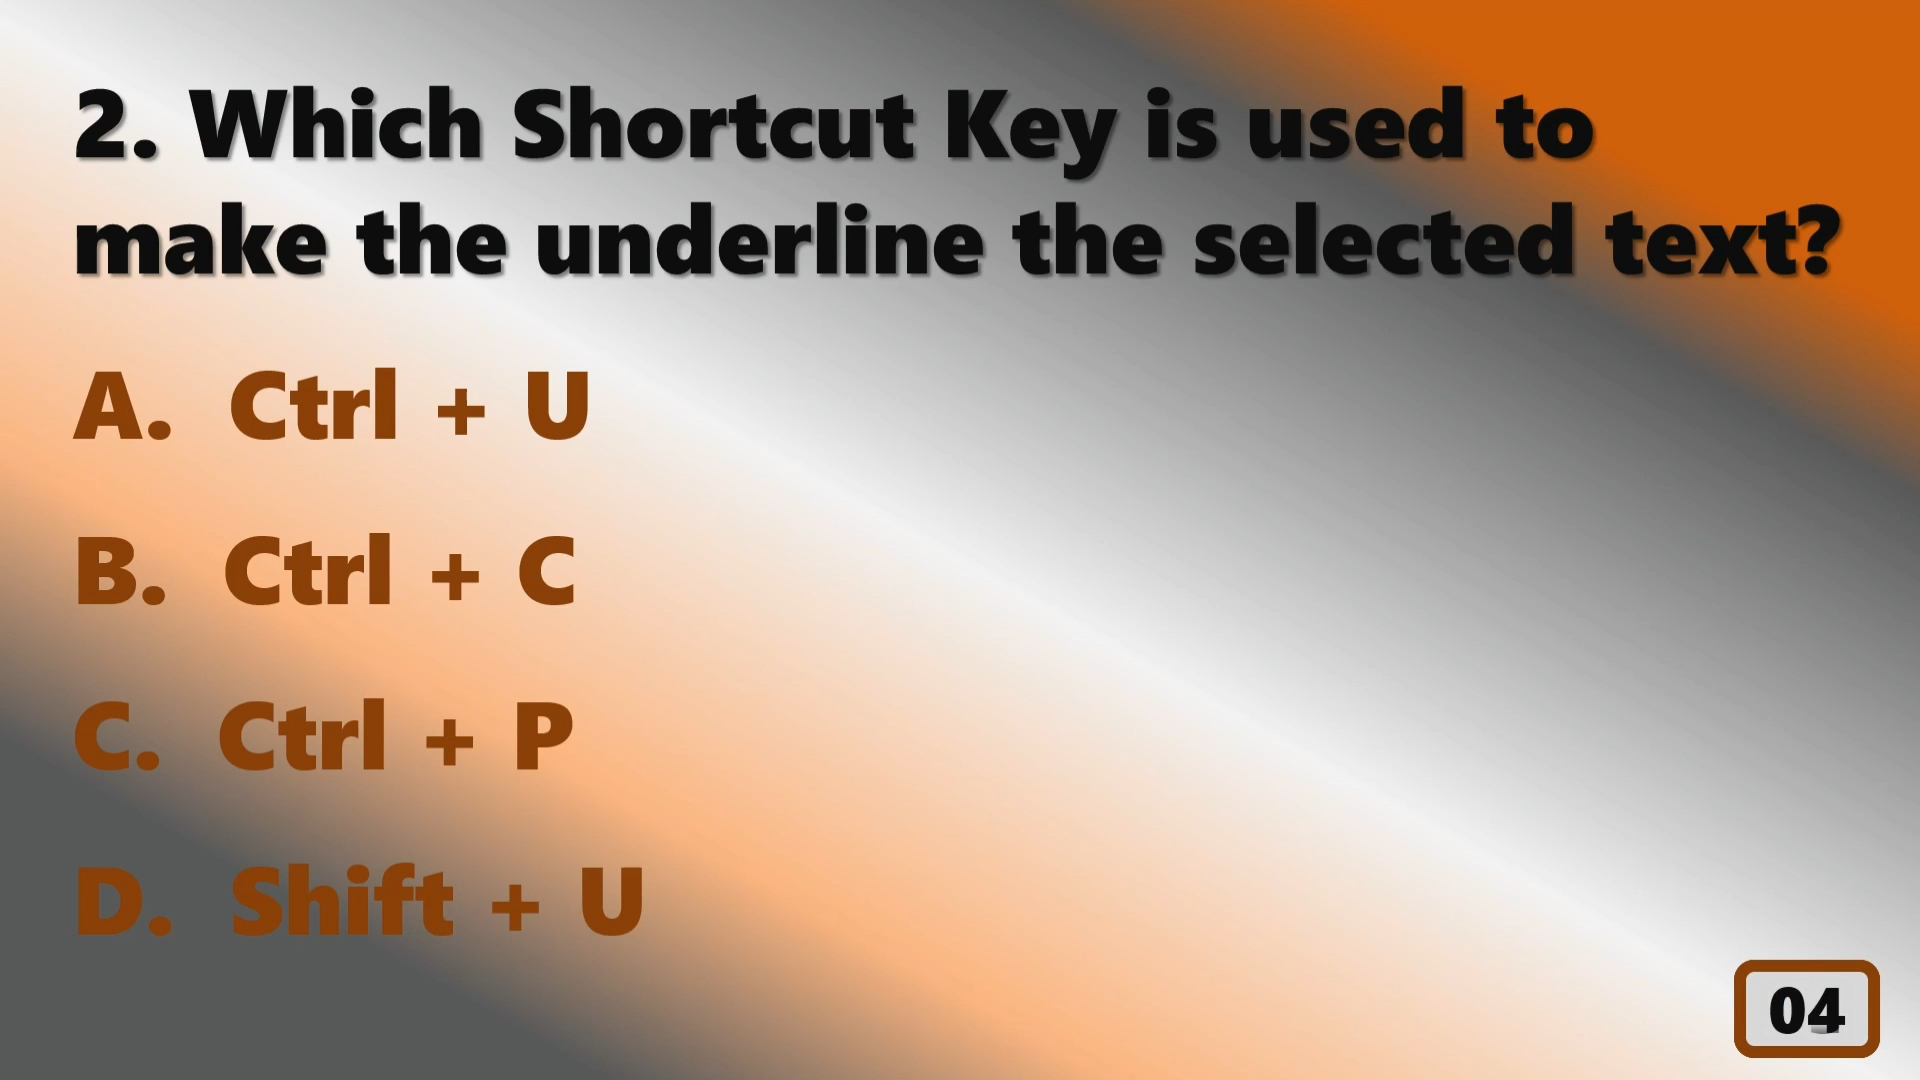 2. Which Shortcut Key is used to
make the underline the selected text?
A. Ctrl + U
B. Ctrl + C
C. Ctrl + P
D. Shift + U
04